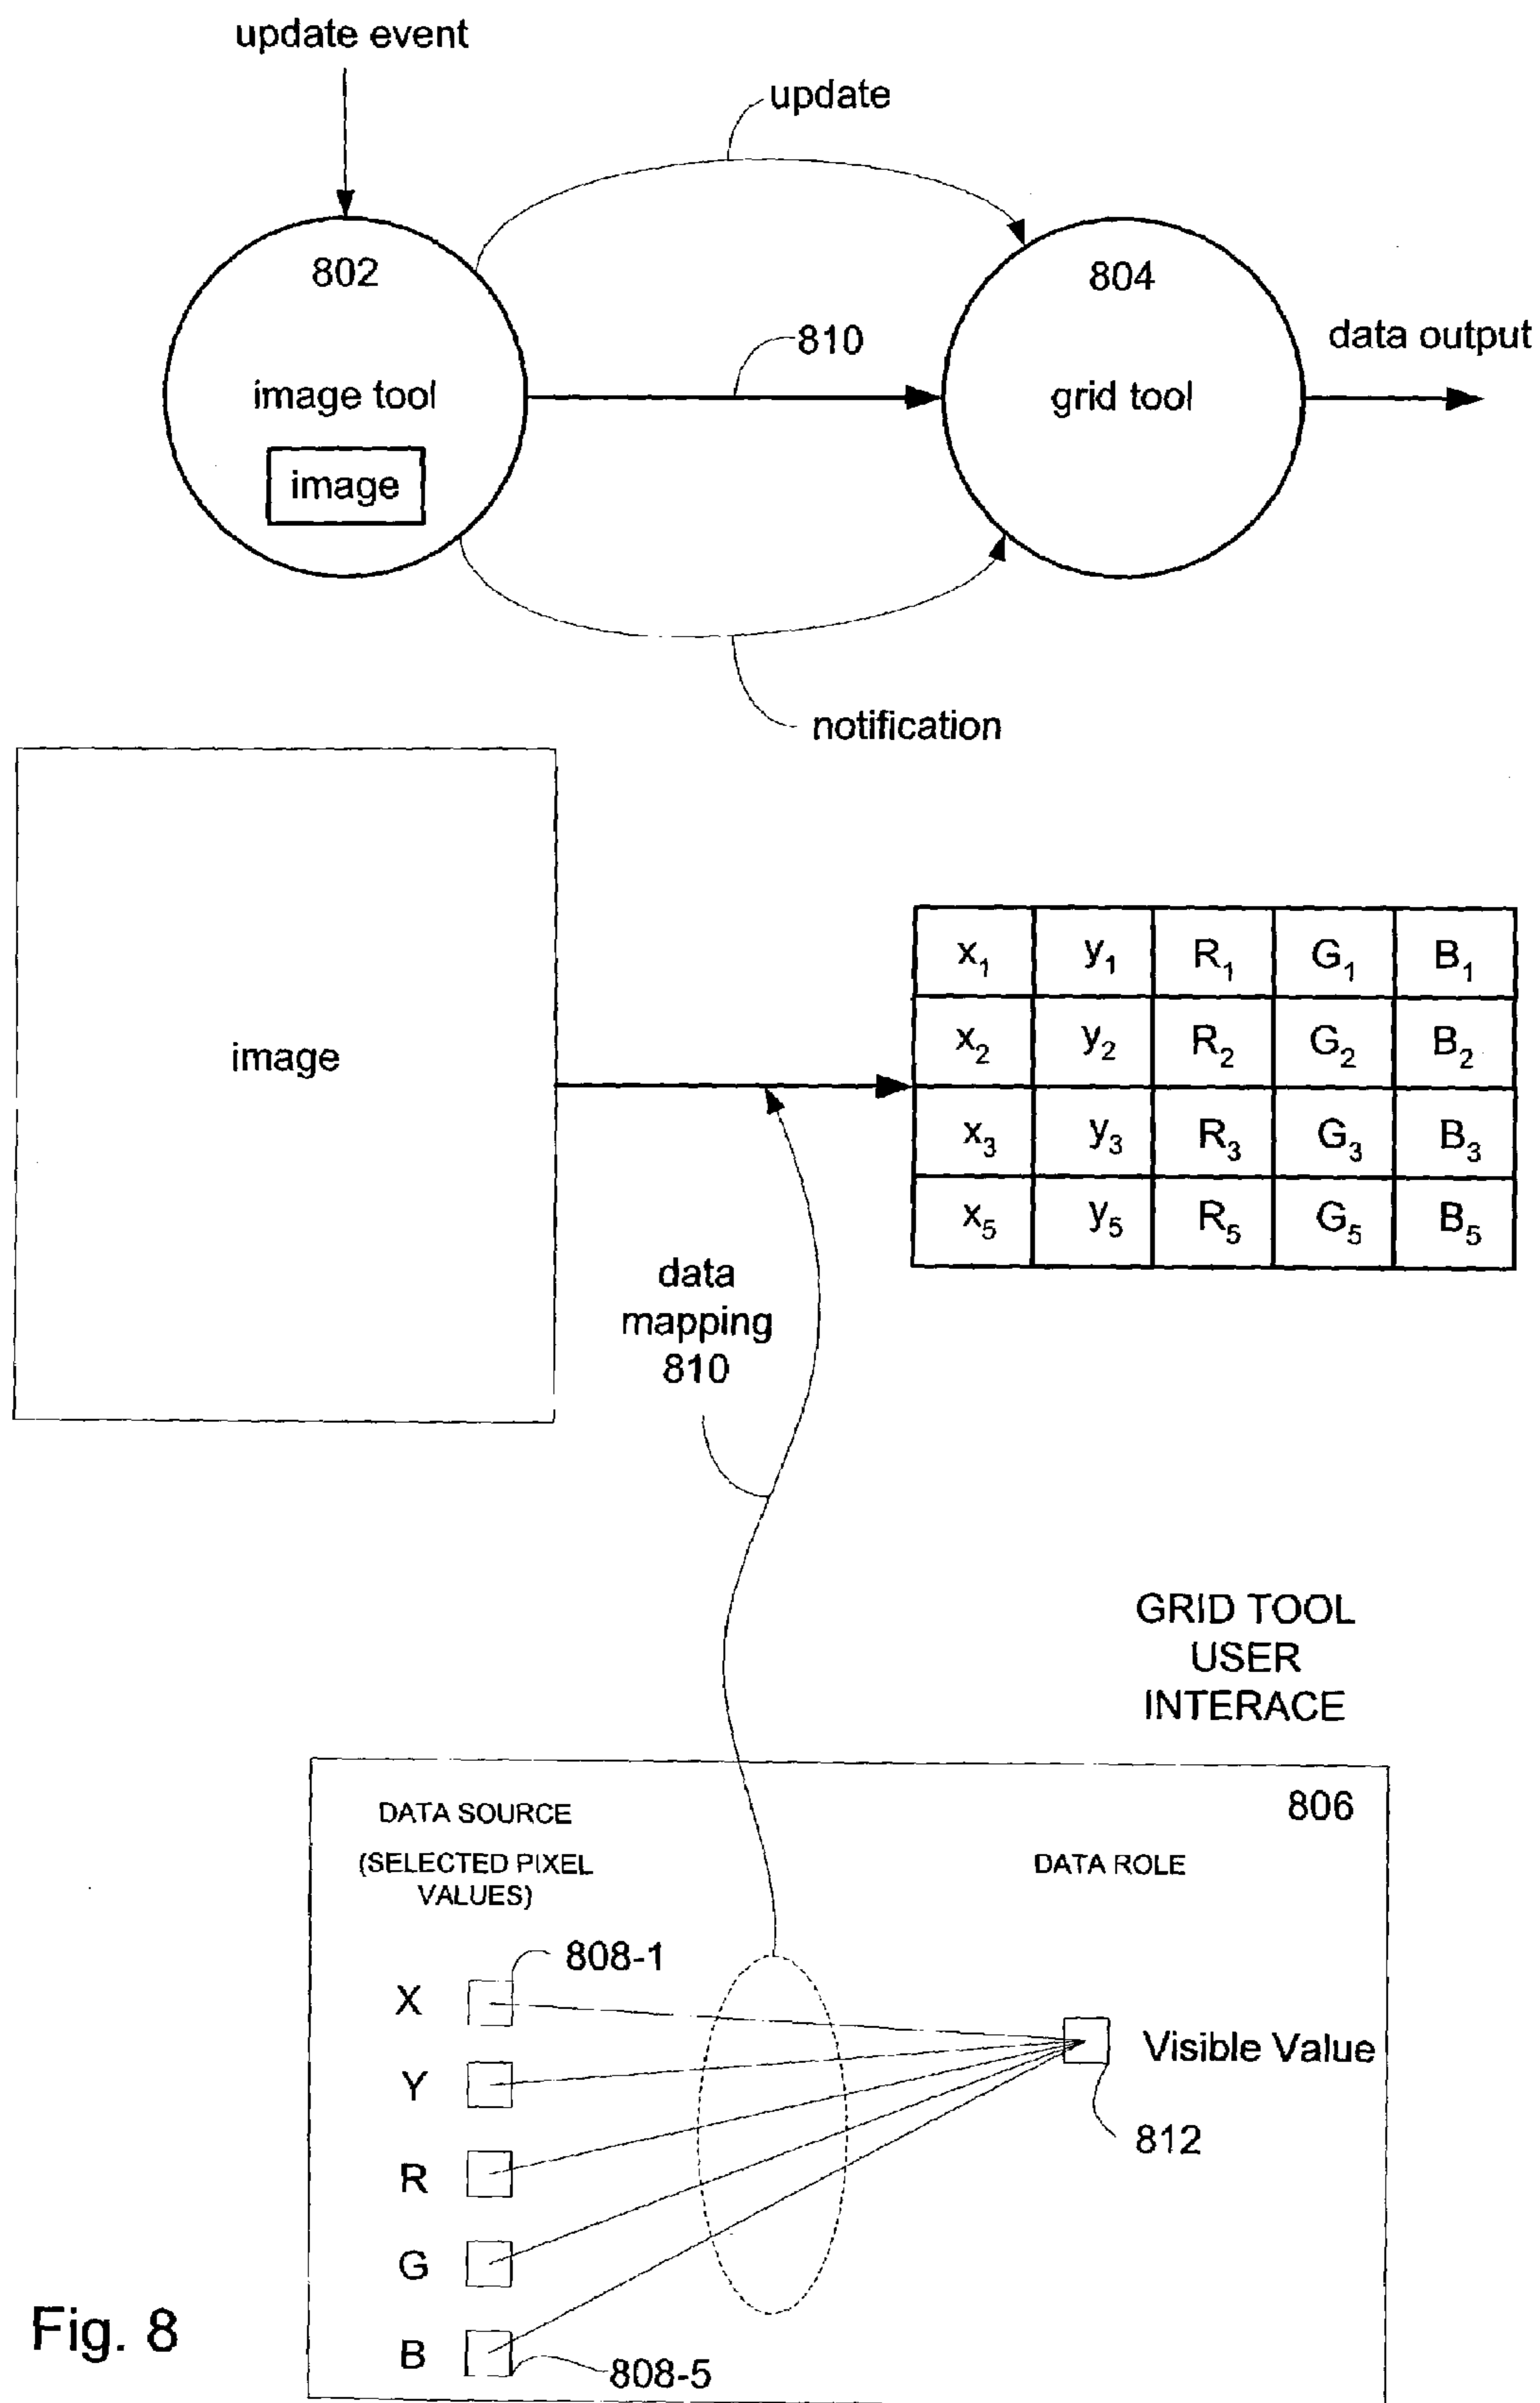 update event
update
802
804
810
data output
image tool
grid tool
image
notification
x1 y1 R1 G1 B1
x2 y2 R2 G2 B2
x3 y3 R3 G3 B3
x5 y5 R5 G5 B5
image
data
mapping
810
GRID TOOL
USER
INTERACE
806
DATA SOURCE
(SELECTED PIXEL
VALUES)
DATA ROLE
808-1
X
Y
R
G
B
Visible Value
812
808-5
Fig. 8